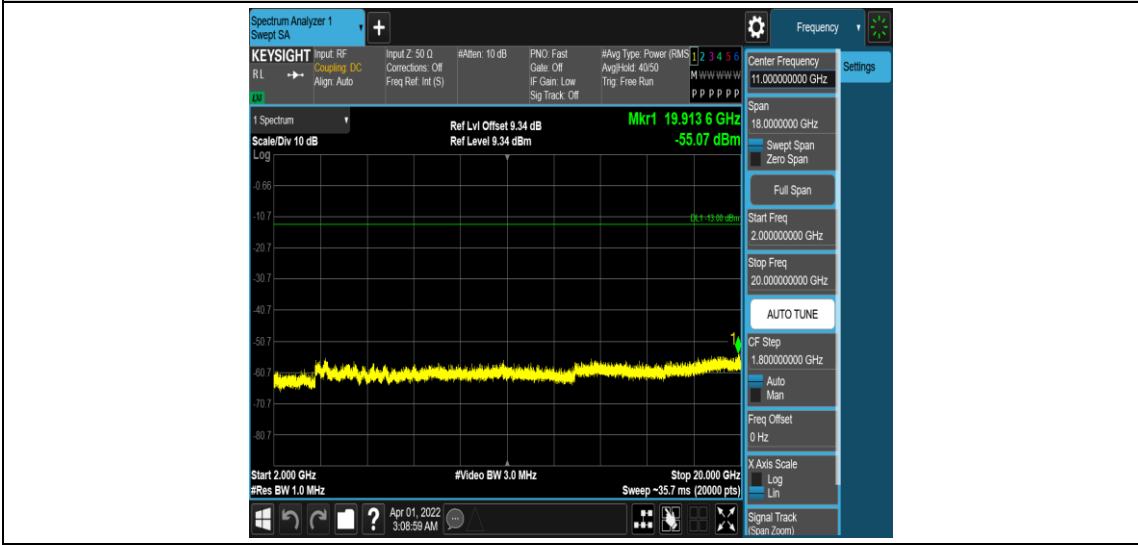 Spectrum Analyzer 1
Swept SA
+
Frequency
KEYSIGHT
RL
LXI
Input: RF
Coupling: DC
Align: Auto
Input Z: 50 Ω
Corrections: Off
Freq Ref: Int (S)
#Atten: 10 dB
PNO: Fast
Gate: Off
IF Gain: Low
Sig Track: Off
#Avg Type: Power (RMS
Avg|Hold: 40/50
Trig: Free Run
1 2 3 4 5 6
M W W W W W
P P P P P P
1 Spectrum
Scale/Div 10 dB
Log
Ref Lvl Offset 9.34 dB
Ref Level 9.34 dBm
Mkr1 19.913 6 GHz
-55.07 dBm
-0.66
-10.7
DL1 -13.00 dBm
-20.7
-30.7
-40.7
-50.7
1
-60.7
-70.7
-80.7
Start 2.000 GHz
#Res BW 1.0 MHz
#Video BW 3.0 MHz
Stop 20.000 GHz
Sweep ~35.7 ms (20000 pts)
?
Apr 01, 2022
3:08:59 AM
Center Frequency
11.000000000 GHz
Span
18.0000000 GHz
Swept Span
Zero Span
Full Span
Start Freq
2.000000000 GHz
Stop Freq
20.000000000 GHz
AUTO TUNE
CF Step
1.800000000 GHz
Auto
Man
Freq Offset
0 Hz
X Axis Scale
Log
Lin
Signal Track
(Span Zoom)
Settings